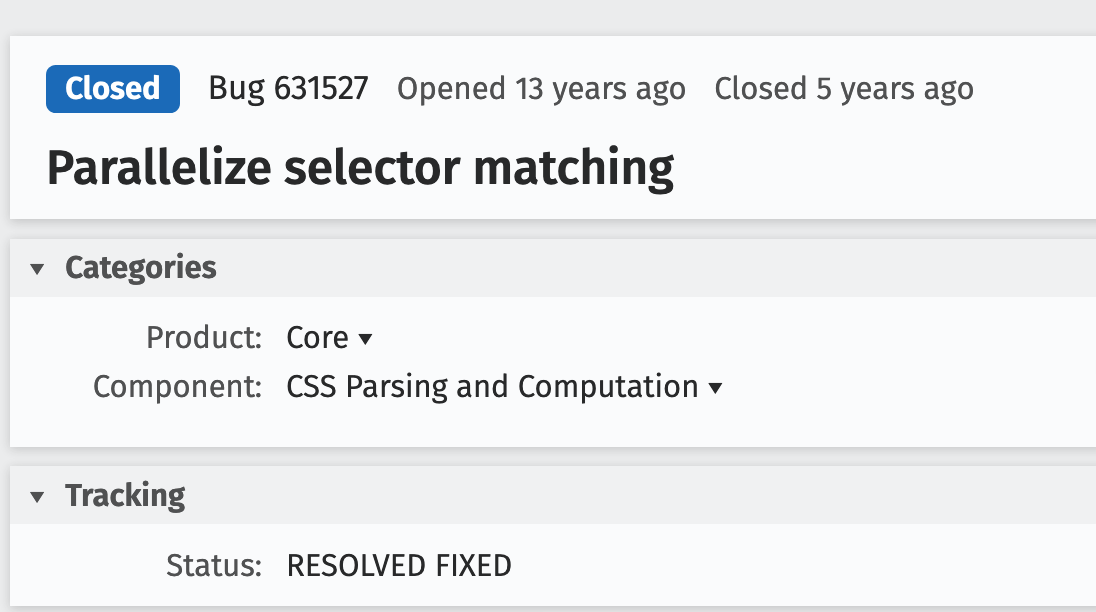 Closed Bug 631527 Opened 13 years ago Closed 5 years ago
Parallelize selector matching
Categories
Product: Core
Component: CSS Parsing and Computation
Tracking
Status: RESOLVED FIXED